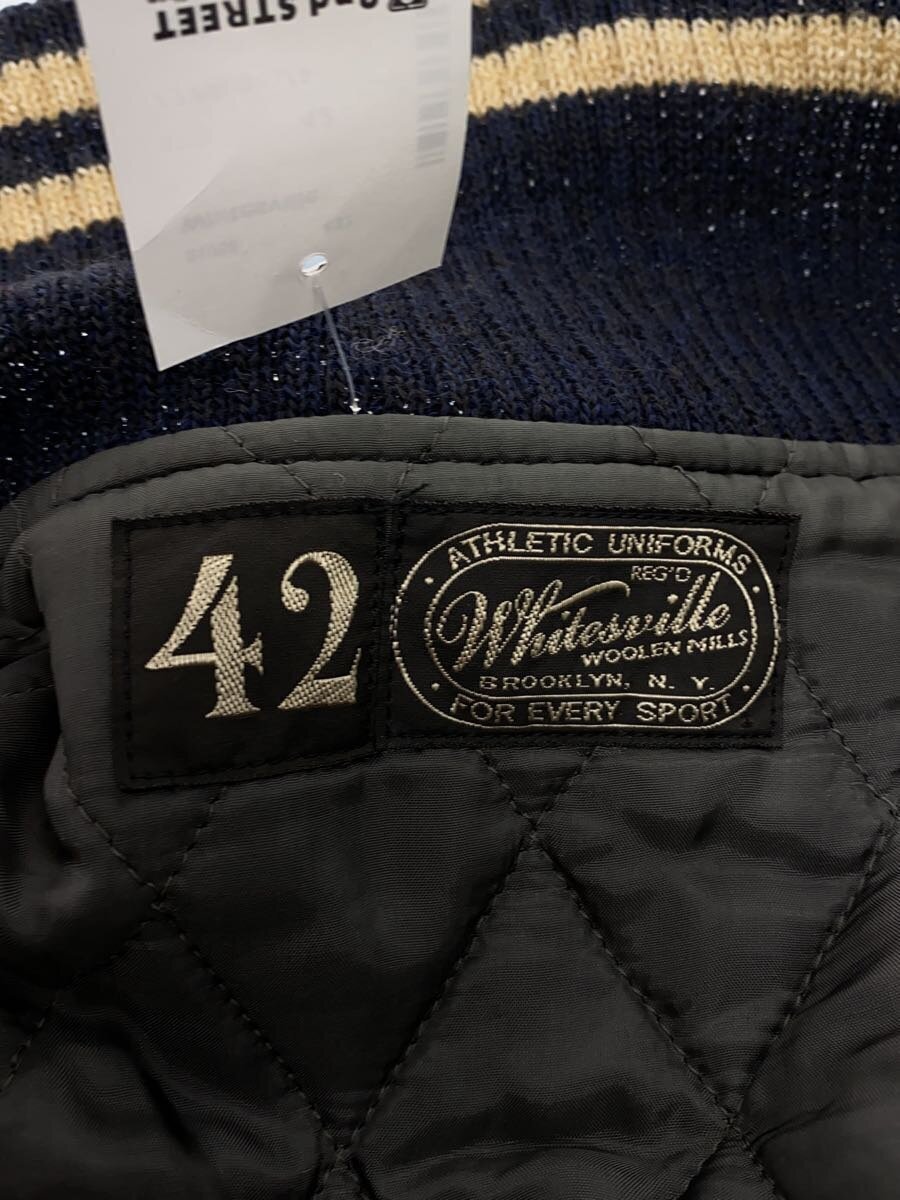 2nd STREET
42
ATHLETIC UNIFORMS
REG'D
Whitesville
WOOLEN MILLS
BROOKLYN, N. Y.
FOR EVERY SPORT